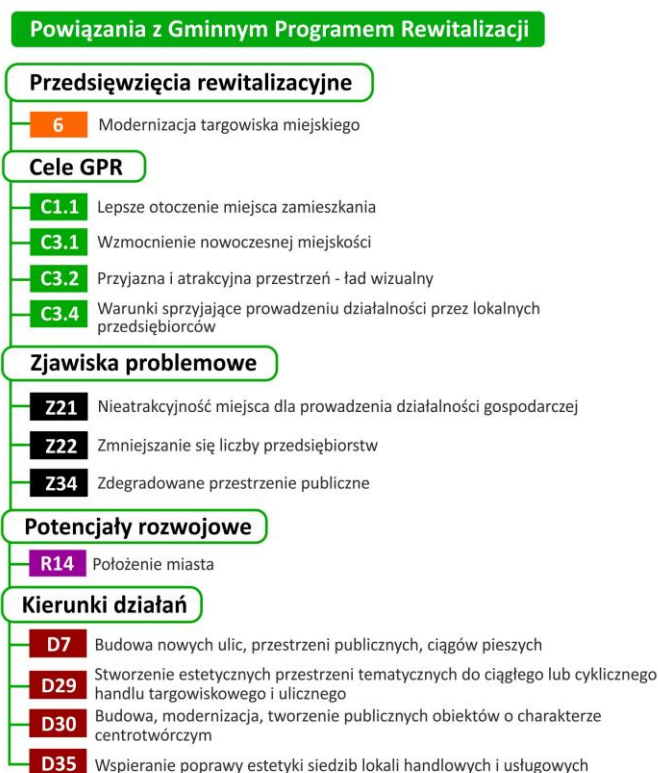 Powiązania z Gminnym Programem Rewitalizacji
Przedsięwzięcia rewitalizacyjne
6 Modernizacja targowiska miejskiego
Cele GPR
C1.1 Lepsze otoczenie miejsca zamieszkania
C3.1 Wzmocnienie nowoczesnej miejskości
C3.2 Przyjazna i atrakcyjna przestrzeń - ład wizualny
C3.4 Warunki sprzyjające prowadzeniu działalności przez lokalnych
przedsiębiorców
Zjawiska problemowe
Z21 Nieatrakcyjność miejsca dla prowadzenia działalności gospodarczej
Z22 Zmniejszanie się liczby przedsiębiorstw
Z34 Zdegradowane przestrzenie publiczne
Potencjały rozwojowe
R14 Położenie miasta
Kierunki działań
D7 Budowa nowych ulic, przestrzeni publicznych, ciągów pieszych
D29 Stworzenie estetycznych przestrzeni tematycznych do ciągłego lub cyklicznego
handlu targowiskowego i ulicznego
D30 Budowa, modernizacja, tworzenie publicznych obiektów o charakterze
centrotwórczym
D35 Wspieranie poprawy estetyki siedzib lokali handlowych i usługowych